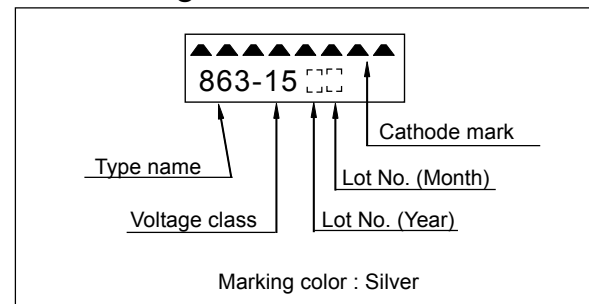 863-15
Cathode mark
Type name
Lot No. (Month)
Voltage class
Lot No. (Year)
Marking color : Silver